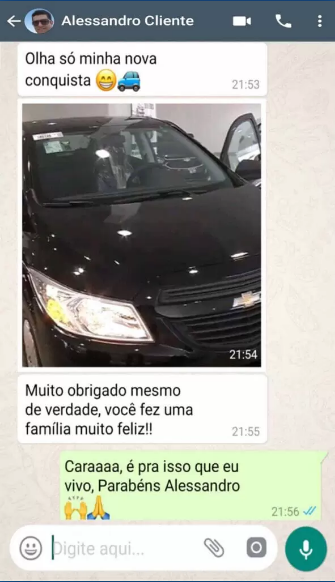 Alessandro Cliente
Olha só minha nova
conquista 😁🚙
21:53
21:54
Muito obrigado mesmo
de verdade, você fez uma
família muito feliz!!
21:55
Caraaaa, é pra isso que eu
vivo, Parabéns Alessandro
🙌🙏
21:56
Digite aqui...